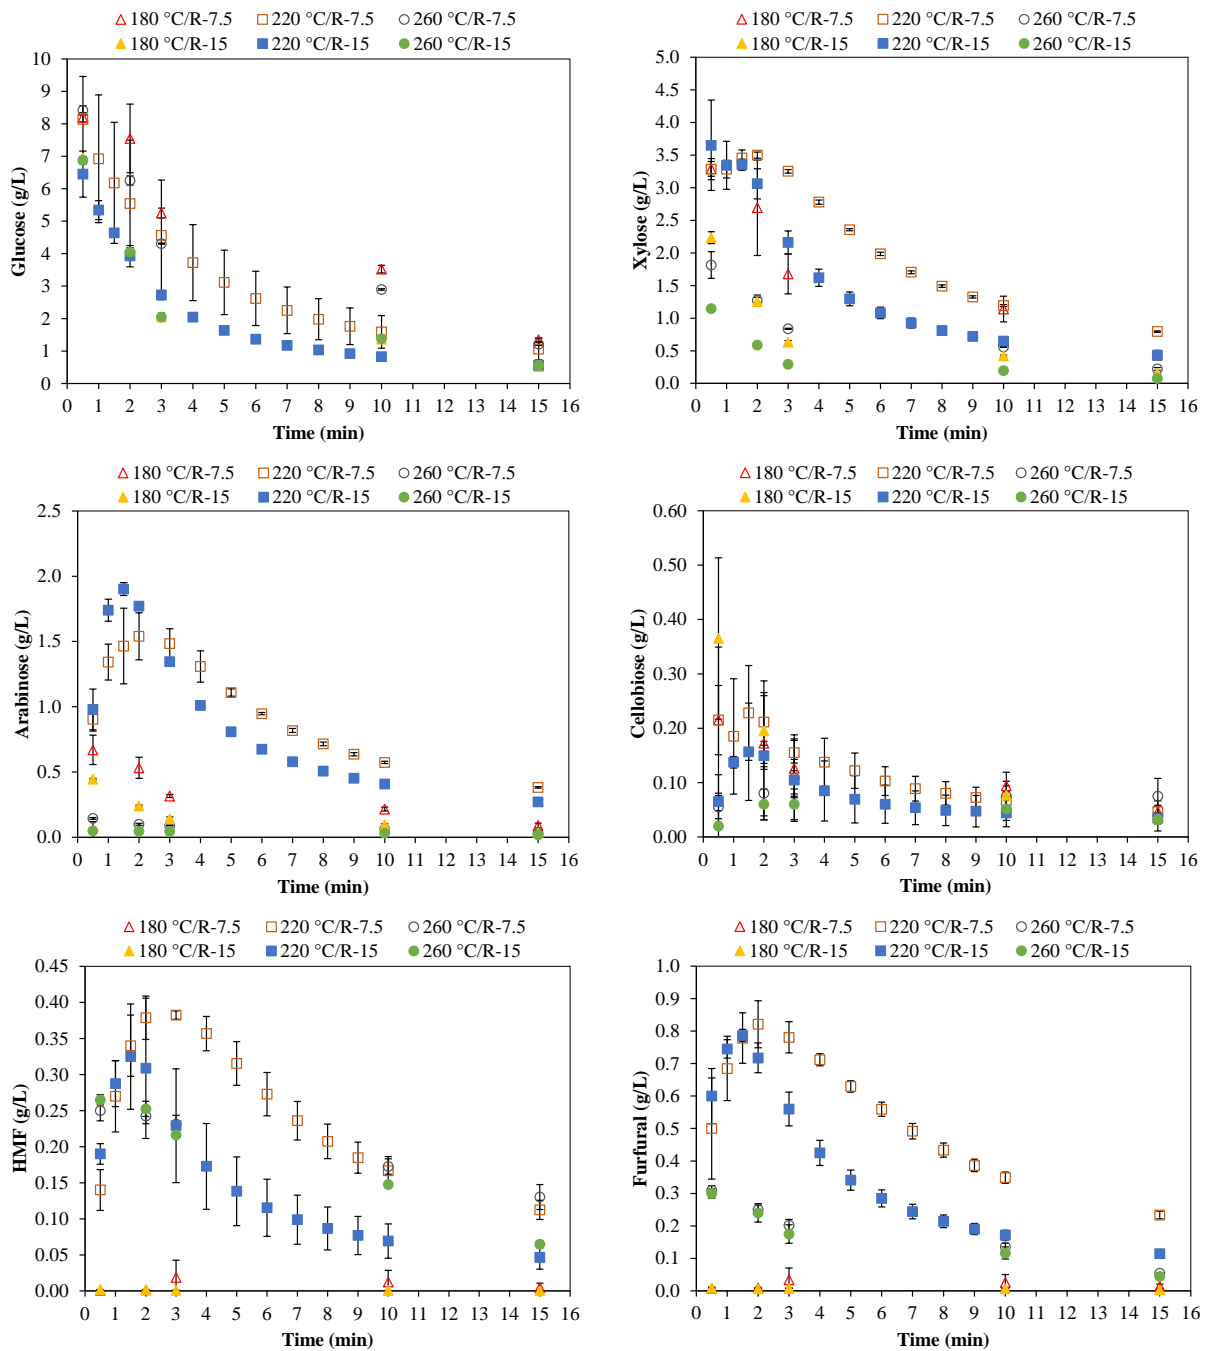 180 °C/R-7.5 220 °C/R-7.5 260 °C/R-7.5
180 °C/R-15 220 °C/R-15 260 °C/R-15
10
9
8
7
6
5
4
3
2
1
0
Glucose (g/L)
0 1 2 3 4 5 6 7 8 9 10 11 12 13 14 15 16
Time (min)
180 °C/R-7.5 220 °C/R-7.5 260 °C/R-7.5
180 °C/R-15 220 °C/R-15 260 °C/R-15
5.0
4.5
4.0
3.5
3.0
2.5
2.0
1.5
1.0
0.5
0.0
Xylose (g/L)
0 1 2 3 4 5 6 7 8 9 10 11 12 13 14 15 16
Time (min)
180 °C/R-7.5 220 °C/R-7.5 260 °C/R-7.5
180 °C/R-15 220 °C/R-15 260 °C/R-15
2.5
2.0
1.5
1.0
0.5
0.0
Arabinose (g/L)
0 1 2 3 4 5 6 7 8 9 10 11 12 13 14 15 16
Time (min)
180 °C/R-7.5 220 °C/R-7.5 260 °C/R-7.5
180 °C/R-15 220 °C/R-15 260 °C/R-15
0.60
0.50
0.40
0.30
0.20
0.10
0.00
Cellobiose (g/L)
0 1 2 3 4 5 6 7 8 9 10 11 12 13 14 15 16
Time (min)
180 °C/R-7.5 220 °C/R-7.5 260 °C/R-7.5
180 °C/R-15 220 °C/R-15 260 °C/R-15
0.45
0.40
0.35
0.30
0.25
0.20
0.15
0.10
0.05
0.00
HMF (g/L)
0 1 2 3 4 5 6 7 8 9 10 11 12 13 14 15 16
Time (min)
180 °C/R-7.5 220 °C/R-7.5 260 °C/R-7.5
180 °C/R-15 220 °C/R-15 260 °C/R-15
1.0
0.9
0.8
0.7
0.6
0.5
0.4
0.3
0.2
0.1
0.0
Furfural (g/L)
0 1 2 3 4 5 6 7 8 9 10 11 12 13 14 15 16
Time (min)